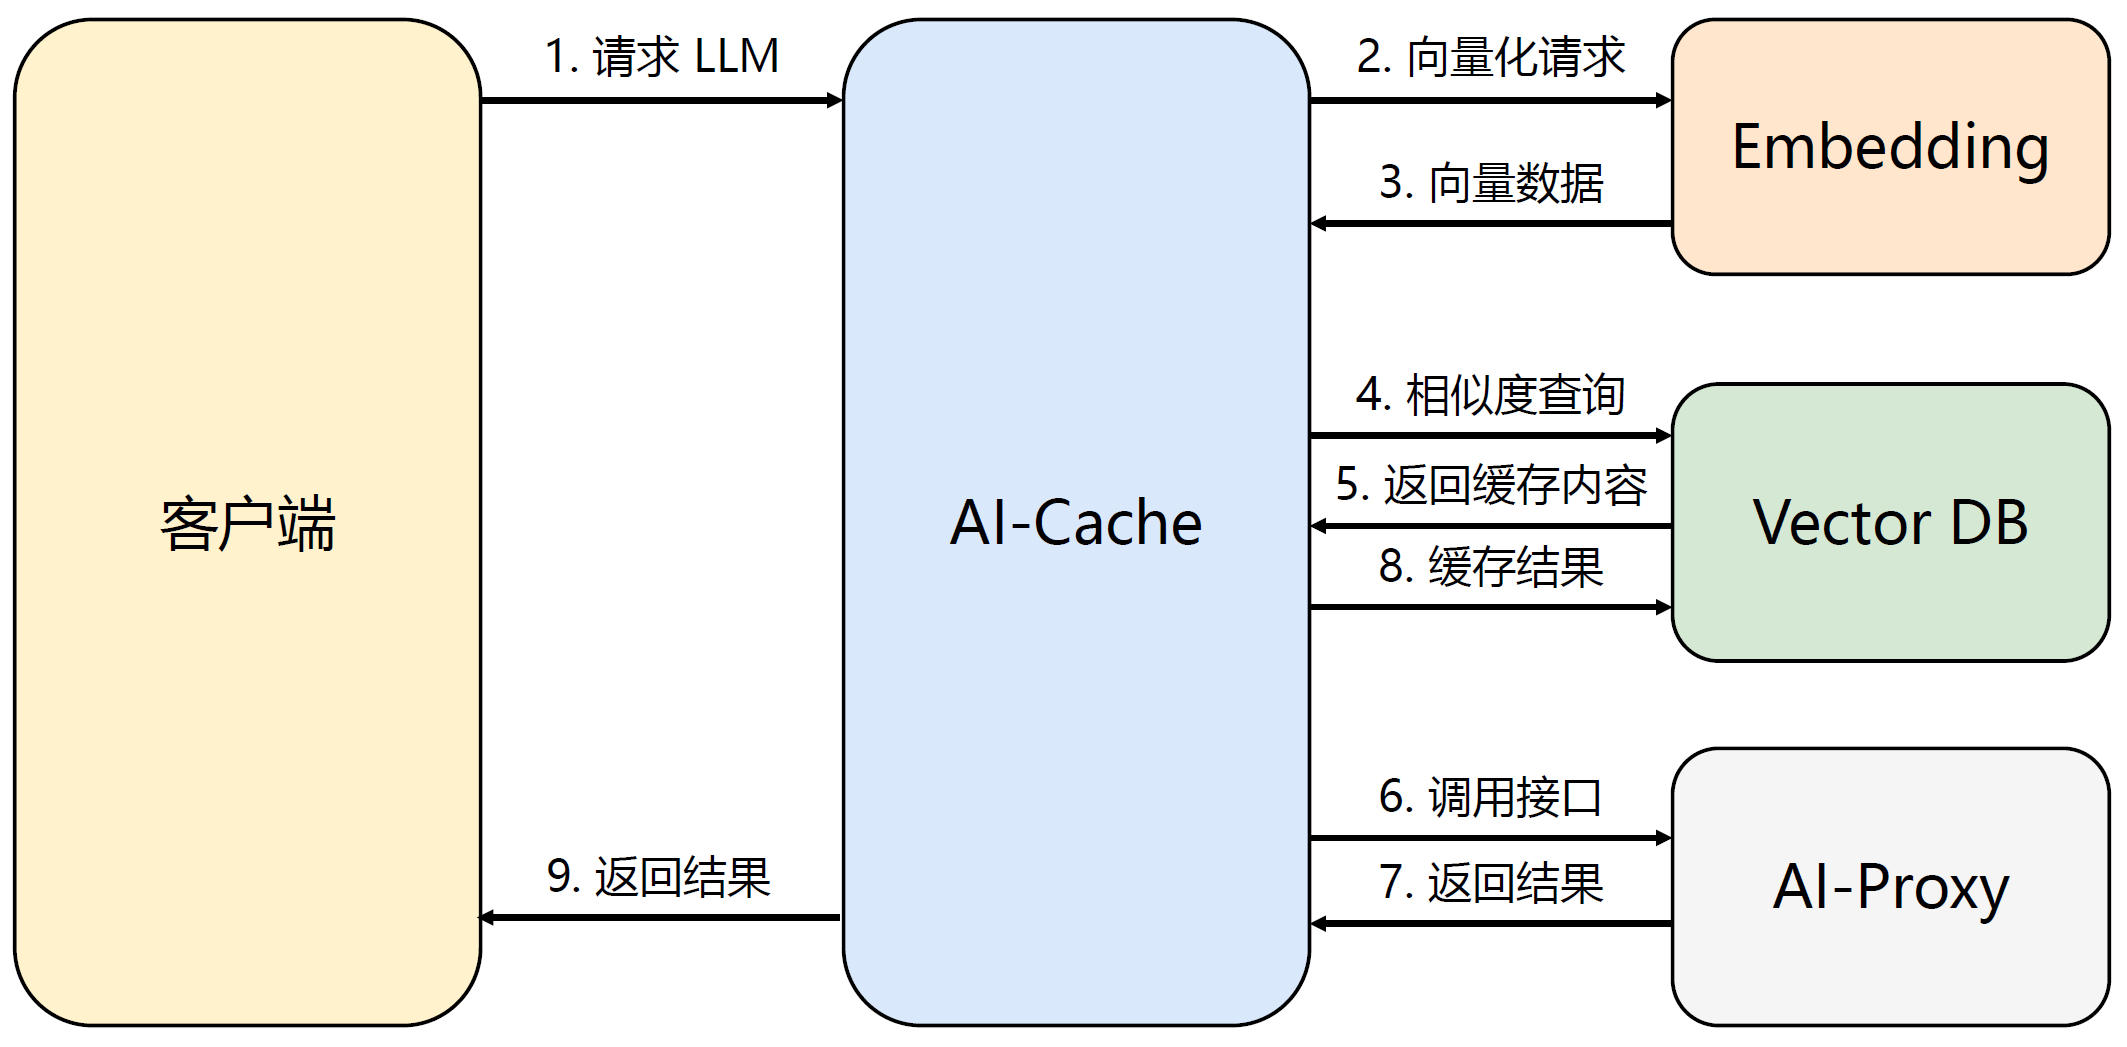 1. 请求 LLM
2. 向量化请求
Embedding
3. 向量数据
4. 相似度查询
5. 返回缓存内容
客户端
AI-Cache
Vector DB
8. 缓存结果
6. 调用接口
9. 返回结果
7. 返回结果
AI-Proxy